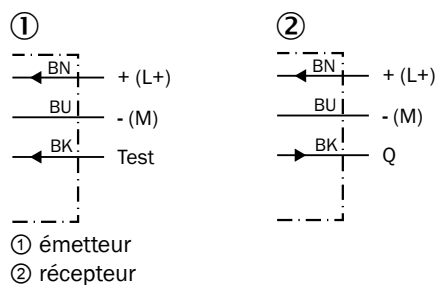 ① ②
BN + (L+) BN + (L+)
BU - (M) BU - (M)
BK Test BK Q
① émetteur
② récepteur